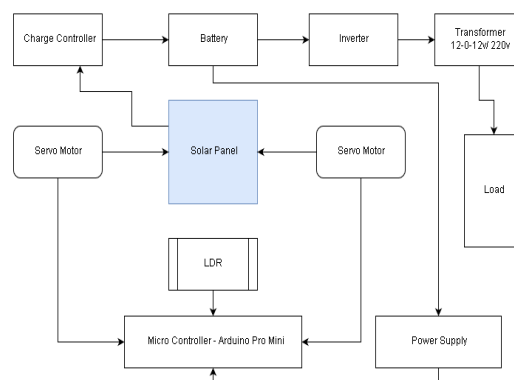 Charge Controller
Battery
Inverter
Transformer
12-0-12v/ 220v
Servo Motor
Solar Panel
Servo Motor
Load
LDR
Micro Controller - Arduino Pro Mini
Power Supply